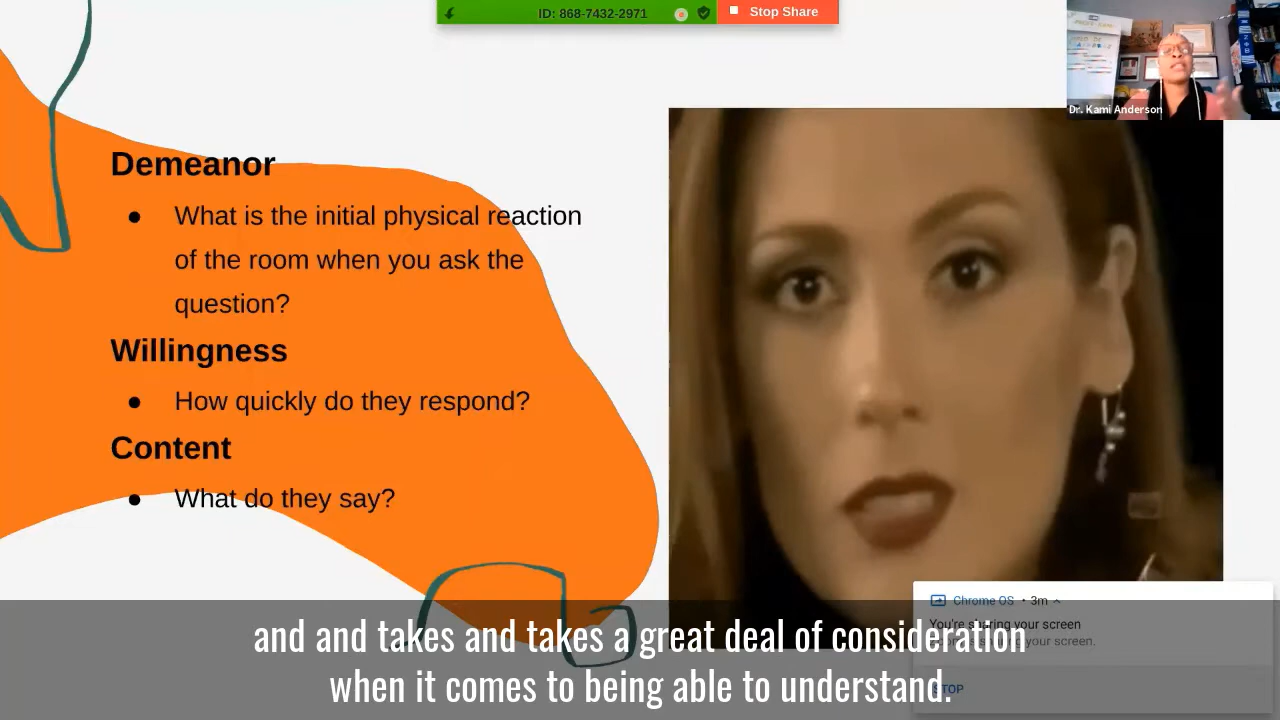 ID: 868-7432-2971
Stop Share
Dr. Kami Anderson
Demeanor
● What is the initial physical reaction
of the room when you ask the
question?
Willingness
● How quickly do they respond?
Content
● What do they say?
Chrome OS • 3m
You're sharing your screen
your screen.
STOP
and and takes and takes a great deal of consideration
when it comes to being able to understand.